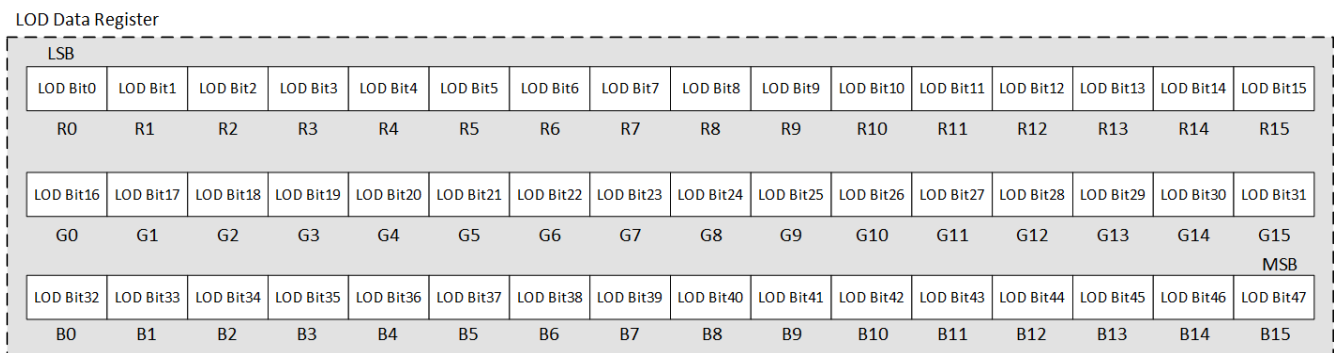 LOD Data Register
LSB
LOD Bit0 LOD Bit1 LOD Bit2 LOD Bit3 LOD Bit4 LOD Bit5 LOD Bit6 LOD Bit7 LOD Bit8 LOD Bit9 LOD Bit10 LOD Bit11 LOD Bit12 LOD Bit13 LOD Bit14 LOD Bit15
R0 R1 R2 R3 R4 R5 R6 R7 R8 R9 R10 R11 R12 R13 R14 R15
LOD Bit16 LOD Bit17 LOD Bit18 LOD Bit19 LOD Bit20 LOD Bit21 LOD Bit22 LOD Bit23 LOD Bit24 LOD Bit25 LOD Bit26 LOD Bit27 LOD Bit28 LOD Bit29 LOD Bit30 LOD Bit31
G0 G1 G2 G3 G4 G5 G6 G7 G8 G9 G10 G11 G12 G13 G14 G15
MSB
LOD Bit32 LOD Bit33 LOD Bit34 LOD Bit35 LOD Bit36 LOD Bit37 LOD Bit38 LOD Bit39 LOD Bit40 LOD Bit41 LOD Bit42 LOD Bit43 LOD Bit44 LOD Bit45 LOD Bit46 LOD Bit47
B0 B1 B2 B3 B4 B5 B6 B7 B8 B9 B10 B11 B12 B13 B14 B15